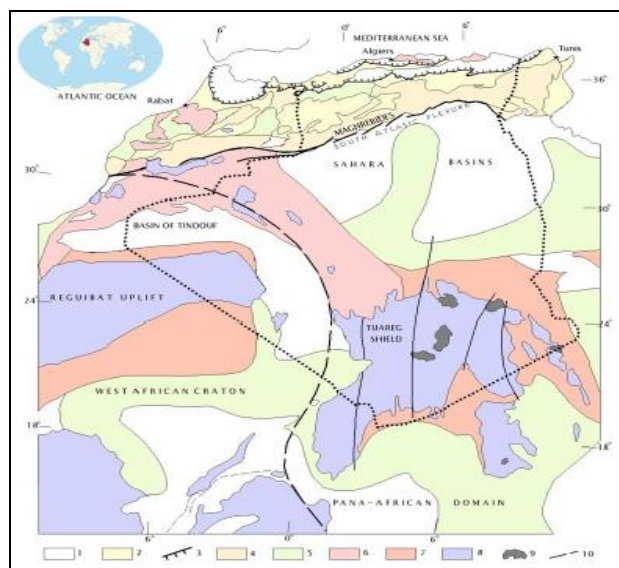 6°
0°
MEDITERRANEAN SEA
6°
Algiers
Tunis
36°
ATLANTIC OCEAN
Rabat
MAGHREBIDES
SOUTH ATLASIC FLEXURE
SAHARA BASINS
30°
30°
BASIN OF TINDOUF
REGUIBAT UPLIFT
24°
24°
TUAREG
SHIELD
WEST AFRICAN CRATON
18°
18°
PANA-AFRICAN DOMAIN
6°
0°
6°
1 2 3 4 5 6 7 8 9 10